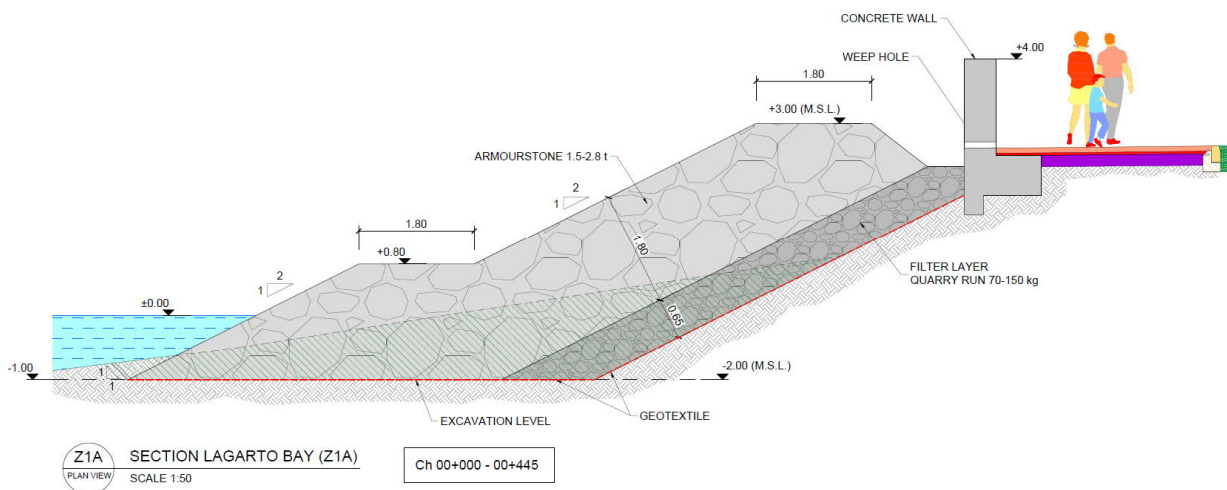 CONCRETE WALL
+4.00
WEEP HOLE
1.80
+3.00 (M.S.L.)
ARMOURSTONE 1.5-2.8 t
2
1
1.80
1.80
+0.80
2
1
FILTER LAYER
QUARRY RUN 70-150 kg
±0.00
0.65
-1.00
1
1
-2.00 (M.S.L.)
EXCAVATION LEVEL
GEOTEXTILE
Z1A
PLAN VIEW
SECTION LAGARTO BAY (Z1A)
SCALE 1:50
Ch 00+000 - 00+445